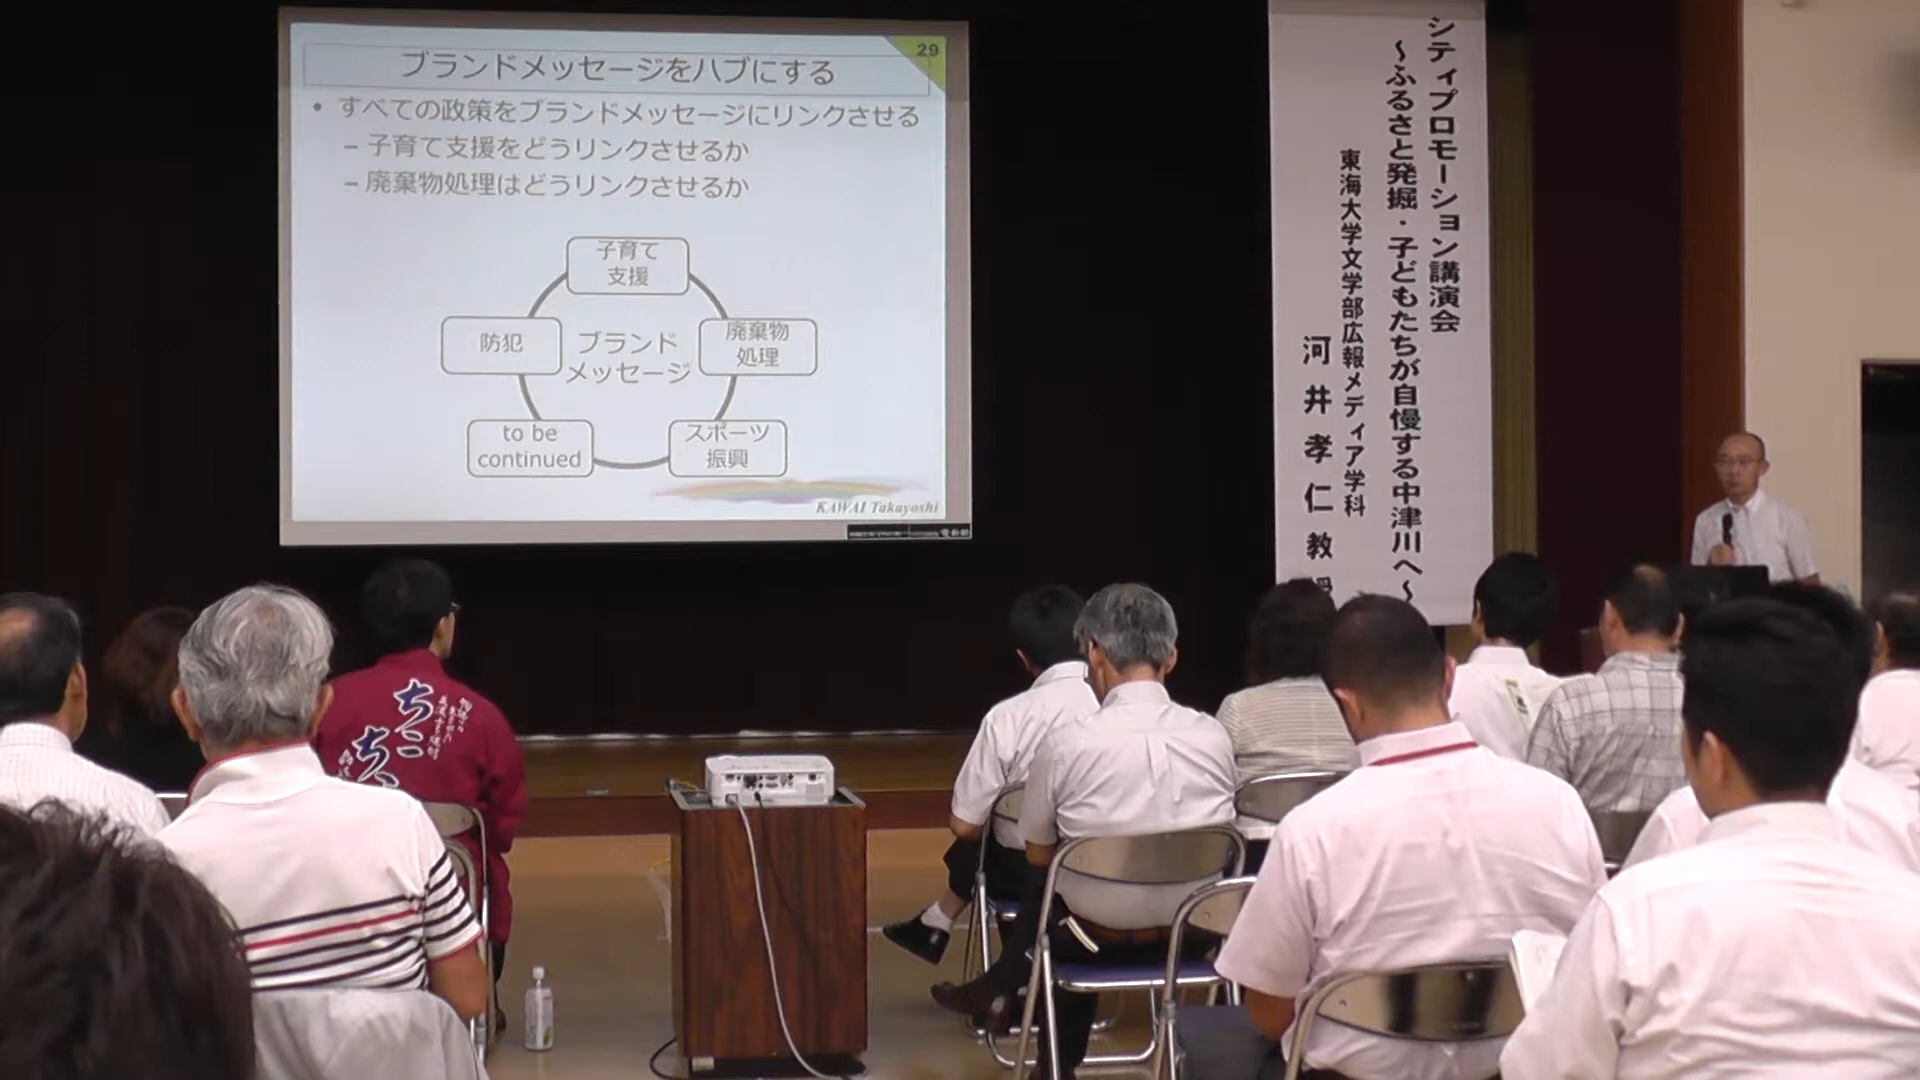 29
ブランドメッセージをハブにする
• すべての政策をブランドメッセージにリンクさせる
– 子育て支援をどうリンクさせるか
– 廃棄物処理はどうリンクさせるか
子育て
支援
防犯
ブランド
メッセージ
廃棄物
処理
to be
continued
スポーツ
振興
KAWAI Takayoshi
シティプロモーション講演会
～ふるさと発掘・子どもたちが自慢する中津川へ～
東海大学文学部広報メディア学科
河井孝仁教
ちこ